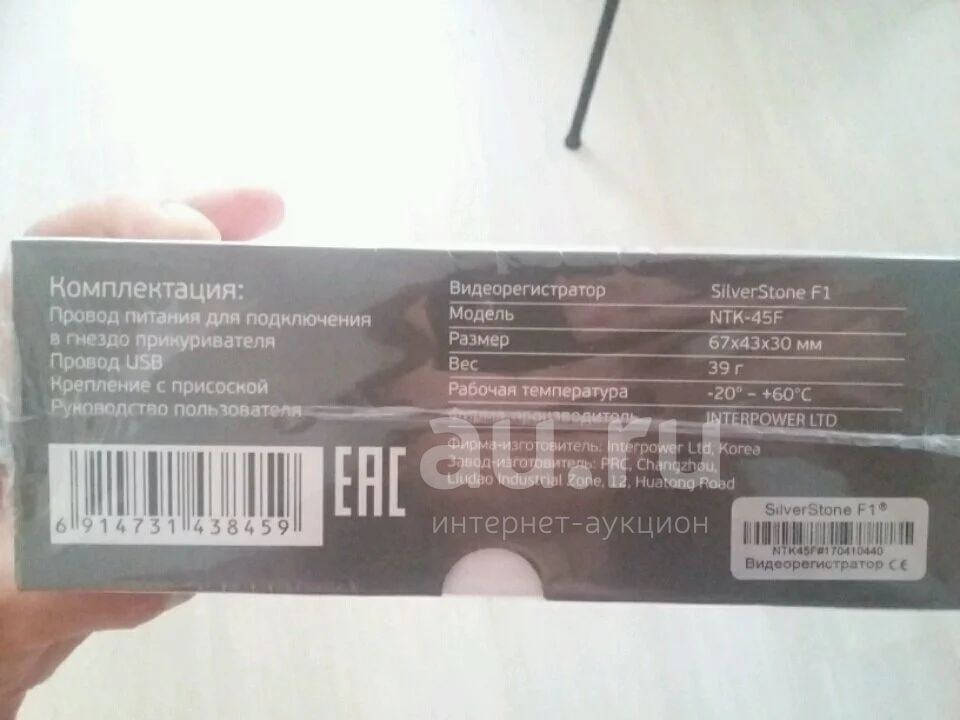 Комплектация:
Провод питания для подключения
в гнездо прикуривателя
Провод USB
Крепление с присоской
Руководство пользователя
6 914731 438459
EAC
Видеорегистратор SilverStone F1
Модель NTK-45F
Размер 67x43x30 мм
Вес 39 г
Рабочая температура -20° – +60°C
Фирма-производитель INTERPOWER LTD
Фирма-изготовитель: Interpower Ltd, Korea
Завод-изготовитель: PRC, Changzhou,
Liudao Industrial Zone, 12, Huatong Road
au.ru
интернет-аукцион
SilverStone F1®
NTK45F#170410440
Видеорегистратор CE